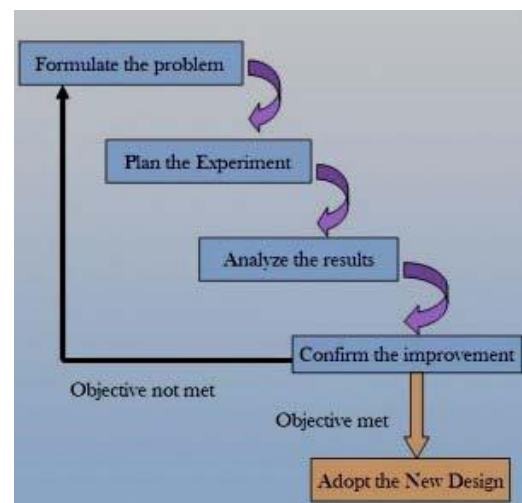 Formulate the problem
Plan the Experiment
Analyze the results
Confirm the improvement
Objective not met
Objective met
Adopt the New Design